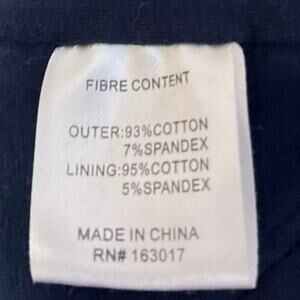 FIBRE CONTENT
OUTER:93%COTTON
7%SPANDEX
LINING:95%COTTON
5%SPANDEX
MADE IN CHINA
RN# 163017